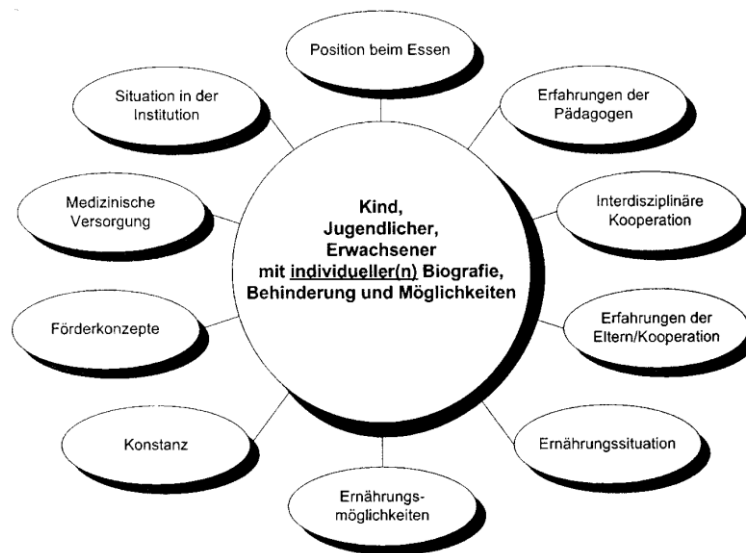 Position beim Essen
Situation in der
Institution
Erfahrungen der
Pädagogen
Medizinische
Versorgung
Interdisziplinäre
Kooperation
Kind,
Jugendlicher,
Erwachsener
mit individueller(n) Biografie,
Behinderung und Möglichkeiten
Förderkonzepte
Erfahrungen der
Eltern/Kooperation
Konstanz
Ernährungssituation
Ernährungs-
möglichkeiten